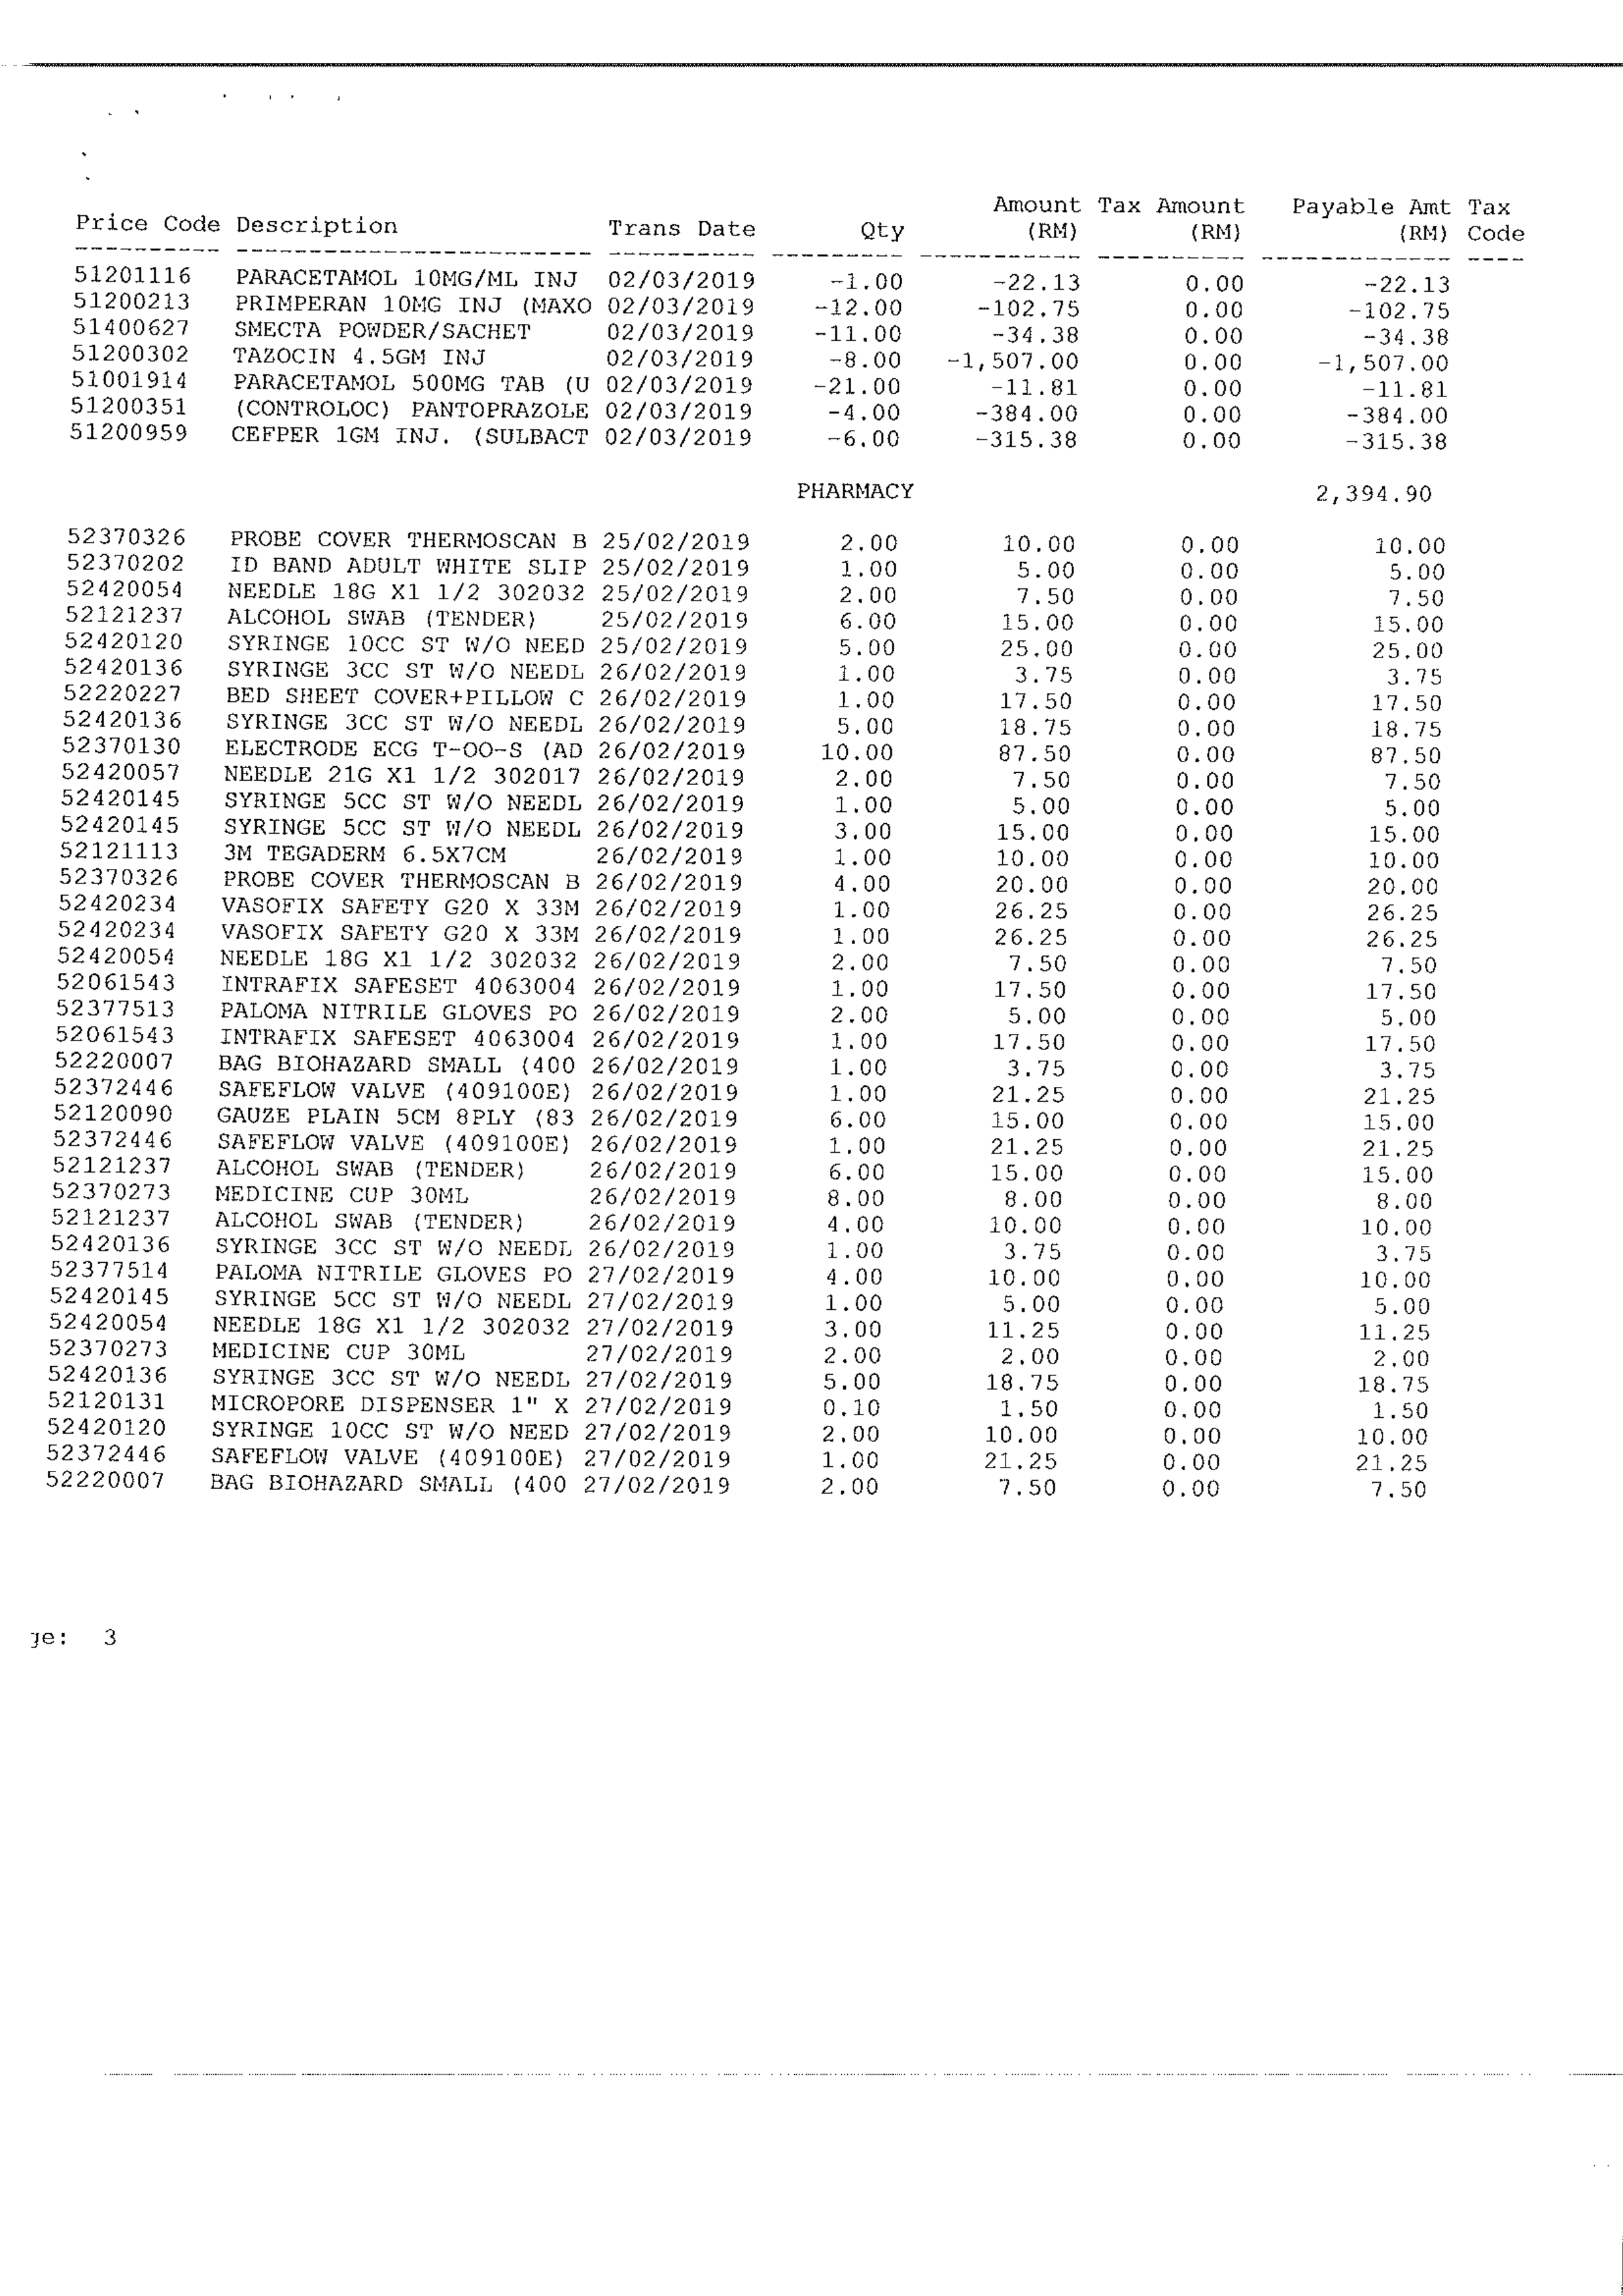 Amount Tax Amount Payable Amt Tax
Price Code Description Trans Date Qty (RM) (RM) (RM) Code
51201116 PARACETAMOL 10MG/ML INJ 02/03/2019 -1.00 -22.13 0.00 -22.13
51200213 PRIMPERAN 10MG INJ (MAXO 02/03/2019 -12.00 -102.75 0.00 -102.75
51400627 SMECTA POWDER/SACHET 02/03/2019 -11.00 -34.38 0.00 -34.38
51200302 TAZOCIN 4.5GM INJ 02/03/2019 -8.00 -1,507.00 0.00 -1,507.00
51001914 PARACETAMOL 500MG TAB (U 02/03/2019 -21.00 -11.81 0.00 -11.81
51200351 (CONTROLOC) PANTOPRAZOLE 02/03/2019 -4.00 -384.00 0.00 -384.00
51200959 CEFPER 1GM INJ. (SULBACT 02/03/2019 -6.00 -315.38 0.00 -315.38
PHARMACY 2,394.90
52370326 PROBE COVER THERMOSCAN B 25/02/2019 2.00 10.00 0.00 10.00
52370202 ID BAND ADULT WHITE SLIP 25/02/2019 1.00 5.00 0.00 5.00
52420054 NEEDLE 18G X1 1/2 302032 25/02/2019 2.00 7.50 0.00 7.50
52121237 ALCOHOL SWAB (TENDER) 25/02/2019 6.00 15.00 0.00 15.00
52420120 SYRINGE 10CC ST W/O NEED 25/02/2019 5.00 25.00 0.00 25.00
52420136 SYRINGE 3CC ST W/O NEEDL 26/02/2019 1.00 3.75 0.00 3.75
52220227 BED SHEET COVER+PILLOW C 26/02/2019 1.00 17.50 0.00 17.50
52420136 SYRINGE 3CC ST W/O NEEDL 26/02/2019 5.00 18.75 0.00 18.75
52370130 ELECTRODE ECG T-OO-S (AD 26/02/2019 10.00 87.50 0.00 87.50
52420057 NEEDLE 21G X1 1/2 302017 26/02/2019 2.00 7.50 0.00 7.50
52420145 SYRINGE 5CC ST W/O NEEDL 26/02/2019 1.00 5.00 0.00 5.00
52420145 SYRINGE 5CC ST W/O NEEDL 26/02/2019 3.00 15.00 0.00 15.00
52121113 3M TEGADERM 6.5X7CM 26/02/2019 1.00 10.00 0.00 10.00
52370326 PROBE COVER THERMOSCAN B 26/02/2019 4.00 20.00 0.00 20.00
52420234 VASOFIX SAFETY G20 X 33M 26/02/2019 1.00 26.25 0.00 26.25
52420234 VASOFIX SAFETY G20 X 33M 26/02/2019 1.00 26.25 0.00 26.25
52420054 NEEDLE 18G X1 1/2 302032 26/02/2019 2.00 7.50 0.00 7.50
52061543 INTRAFIX SAFESET 4063004 26/02/2019 1.00 17.50 0.00 17.50
52377513 PALOMA NITRILE GLOVES PO 26/02/2019 2.00 5.00 0.00 5.00
52061543 INTRAFIX SAFESET 4063004 26/02/2019 1.00 17.50 0.00 17.50
52220007 BAG BIOHAZARD SMALL (400 26/02/2019 1.00 3.75 0.00 3.75
52372446 SAFEFLOW VALVE (409100E) 26/02/2019 1.00 21.25 0.00 21.25
52120090 GAUZE PLAIN 5CM 8PLY (83 26/02/2019 6.00 15.00 0.00 15.00
52372446 SAFEFLOW VALVE (409100E) 26/02/2019 1.00 21.25 0.00 21.25
52121237 ALCOHOL SWAB (TENDER) 26/02/2019 6.00 15.00 0.00 15.00
52370273 MEDICINE CUP 30ML 26/02/2019 8.00 8.00 0.00 8.00
52121237 ALCOHOL SWAB (TENDER) 26/02/2019 4.00 10.00 0.00 10.00
52420136 SYRINGE 3CC ST W/O NEEDL 26/02/2019 1.00 3.75 0.00 3.75
52377514 PALOMA NITRILE GLOVES PO 27/02/2019 4.00 10.00 0.00 10.00
52420145 SYRINGE 5CC ST W/O NEEDL 27/02/2019 1.00 5.00 0.00 5.00
52420054 NEEDLE 18G X1 1/2 302032 27/02/2019 3.00 11.25 0.00 11.25
52370273 MEDICINE CUP 30ML 27/02/2019 2.00 2.00 0.00 2.00
52420136 SYRINGE 3CC ST W/O NEEDL 27/02/2019 5.00 18.75 0.00 18.75
52120131 MICROPORE DISPENSER 1" X 27/02/2019 0.10 1.50 0.00 1.50
52420120 SYRINGE 10CC ST W/O NEED 27/02/2019 2.00 10.00 0.00 10.00
52372446 SAFEFLOW VALVE (409100E) 27/02/2019 1.00 21.25 0.00 21.25
52220007 BAG BIOHAZARD SMALL (400 27/02/2019 2.00 7.50 0.00 7.50
ge: 3